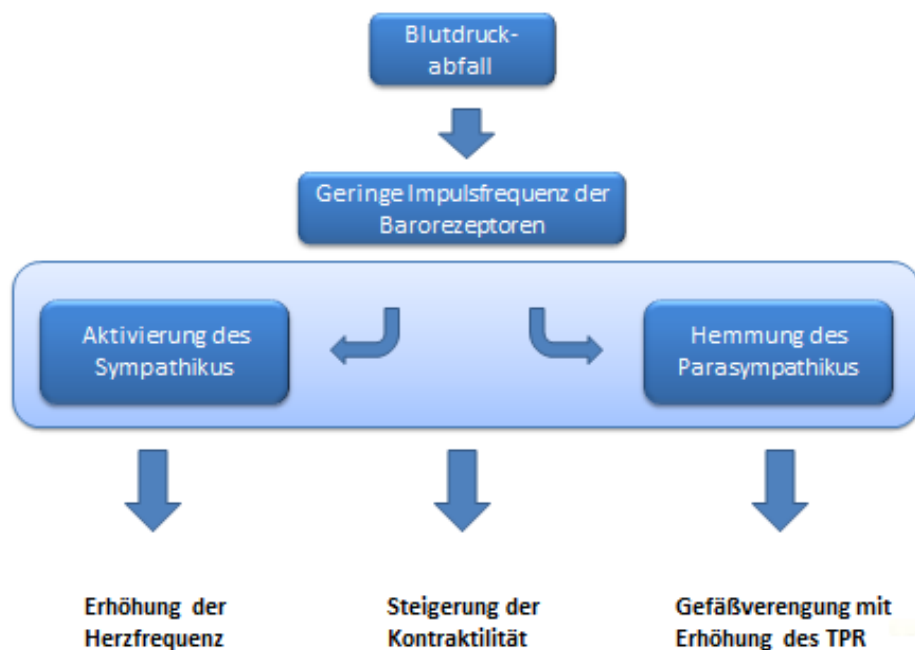 Blutdruck-
abfall
Geringe Impulsfrequenz der
Barorezeptoren
Aktivierung des
Sympathikus
Hemmung des
Parasympathikus
Erhöhung der
Herzfrequenz
Steigerung der
Kontraktilität
Gefäßverengung mit
Erhöhung des TPR